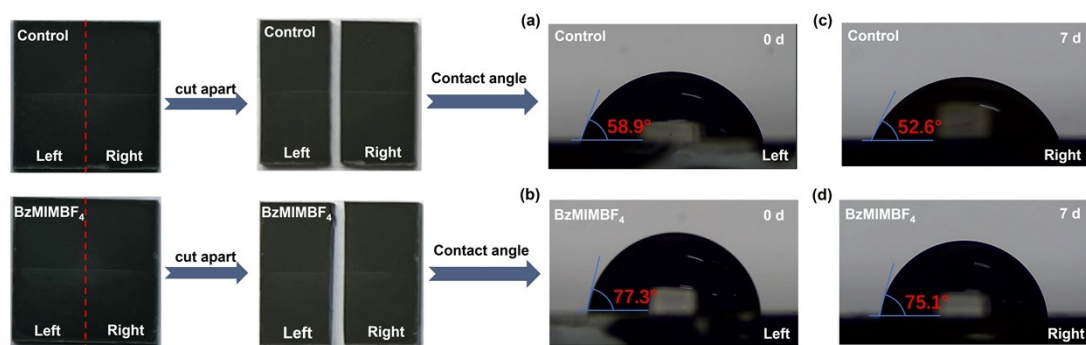 Control
Left
Right
cut apart
Control
Left
Right
Contact angle
(a)
Control
0 d
58.9°
Left
(c)
Control
7 d
52.6°
Right
BzMIMBF₄
Left
Right
cut apart
BzMIMBF₄
Left
Right
Contact angle
(b)
BzMIMBF₄
0 d
77.3°
Left
(d)
BzMIMBF₄
7 d
75.1°
Right